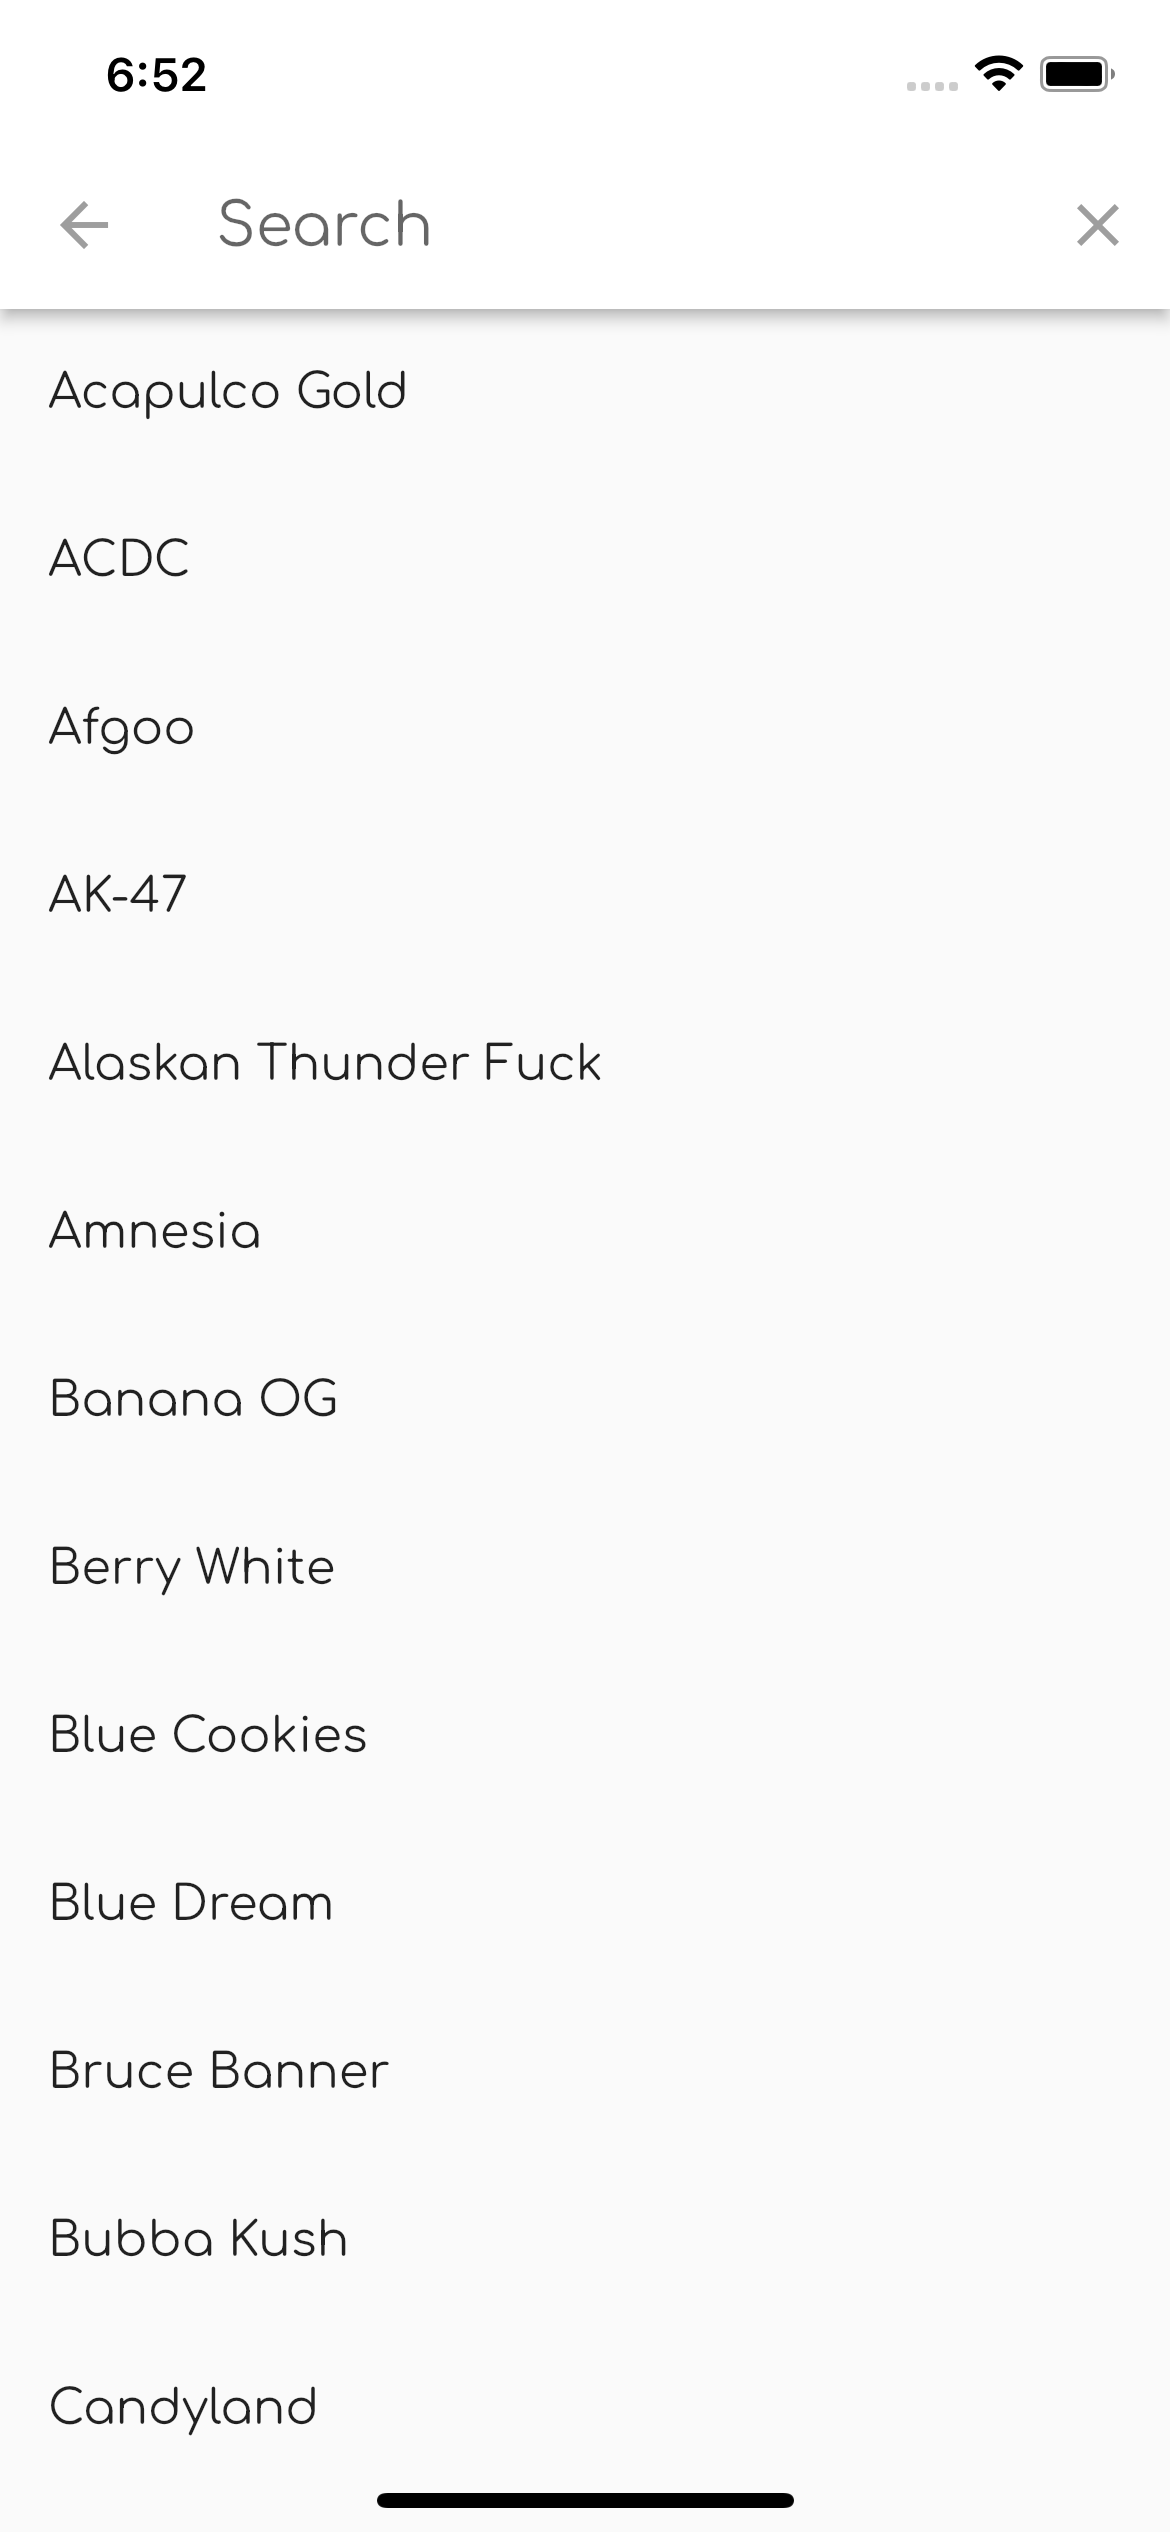 6:52
Search
Acapulco Gold
ACDC
Afgoo
AK-47
Alaskan Thunder Fuck
Amnesia
Banana OG
Berry White
Blue Cookies
Blue Dream
Bruce Banner
Bubba Kush
Candyland